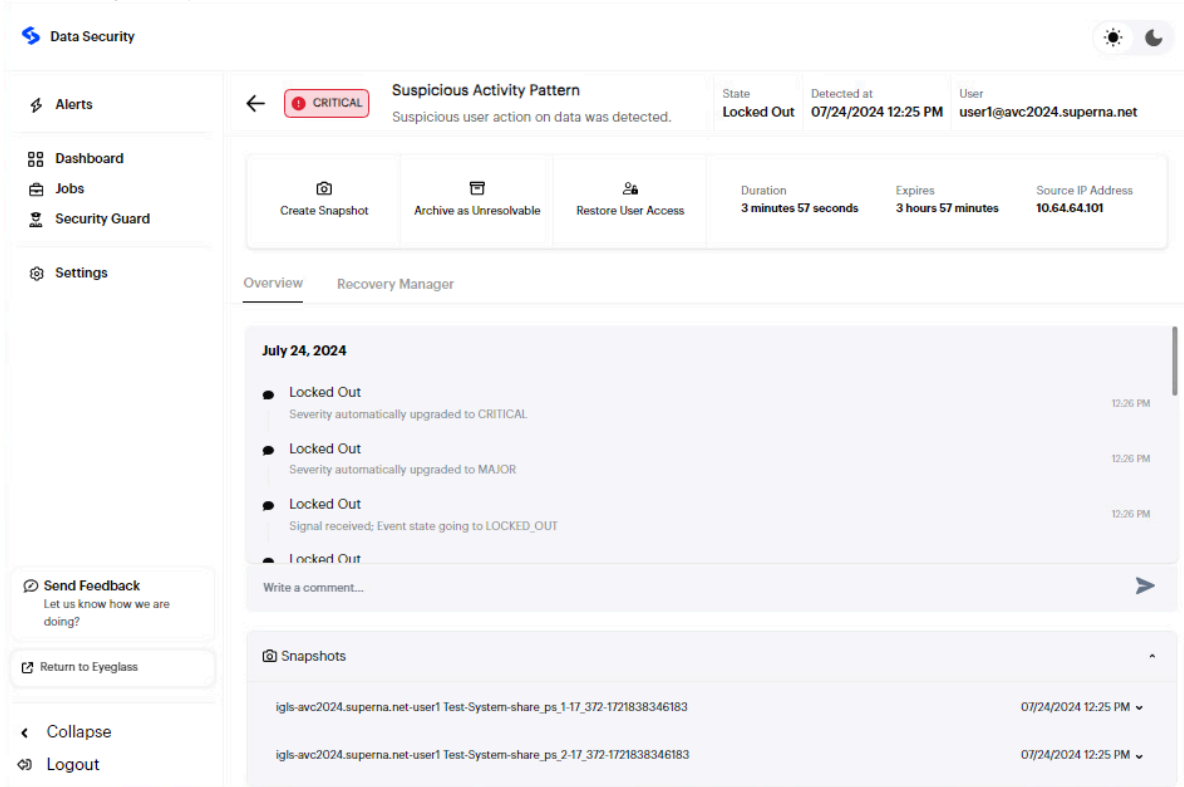 Data Security
Alerts
Dashboard
Jobs
Security Guard
Settings
Send Feedback
Let us know how we are
doing?
Return to Eyeglass
Collapse
Logout
CRITICAL
Suspicious Activity Pattern
Suspicious user action on data was detected.
State
Locked Out
Detected at
07/24/2024 12:25 PM
User
user1@avc2024.superna.net
Create Snapshot
Archive as Unresolvable
Restore User Access
Duration
3 minutes 57 seconds
Expires
3 hours 57 minutes
Source IP Address
10.64.64.101
Overview
Recovery Manager
July 24, 2024
Locked Out
Severity automatically upgraded to CRITICAL
12:26 PM
Locked Out
Severity automatically upgraded to MAJOR
12:26 PM
Locked Out
Signal received; Event state going to LOCKED_OUT
12:26 PM
Locked Out
Write a comment...
Snapshots
igls-avc2024.superna.net-user1 Test-System-share_ps_1-17_372-1721838346183
07/24/2024 12:25 PM
igls-avc2024.superna.net-user1 Test-System-share_ps_2-17_372-1721838346183
07/24/2024 12:25 PM